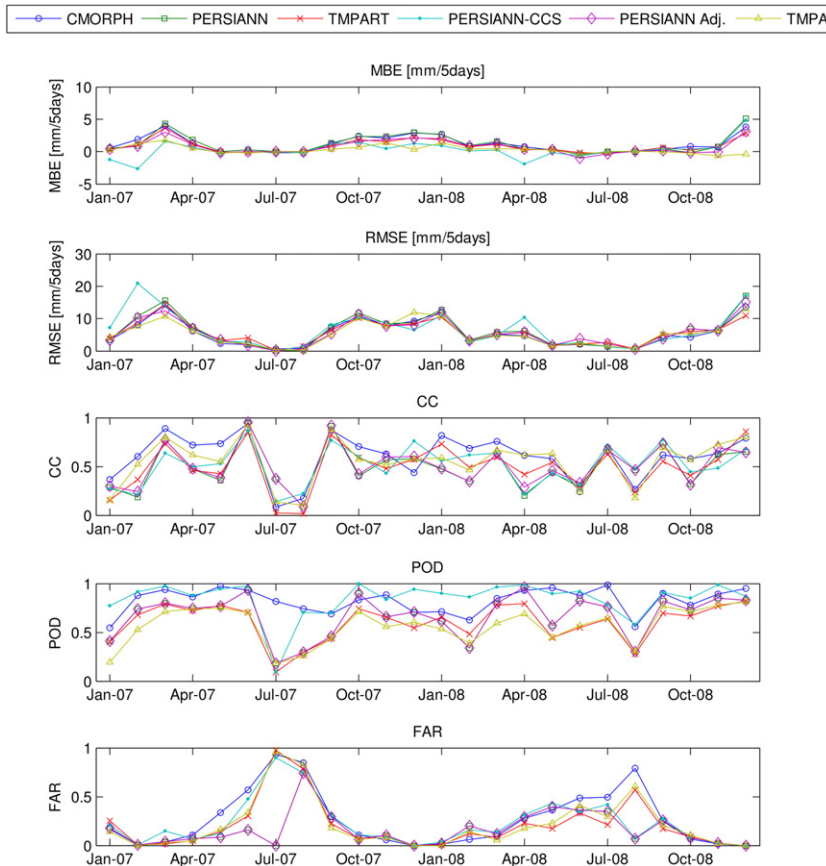 CMORPH PERSIANN TMPART PERSIANN-CCS PERSIANN Adj. TMPA
MBE [mm/5days]
MBE [mm/5days]
10
5
0
-5
Jan-07 Apr-07 Jul-07 Oct-07 Jan-08 Apr-08 Jul-08 Oct-08
RMSE [mm/5days]
RMSE [mm/5days]
30
20
10
0
Jan-07 Apr-07 Jul-07 Oct-07 Jan-08 Apr-08 Jul-08 Oct-08
CC
CC
1
0.5
0
Jan-07 Apr-07 Jul-07 Oct-07 Jan-08 Apr-08 Jul-08 Oct-08
POD
POD
1
0.5
0
Jan-07 Apr-07 Jul-07 Oct-07 Jan-08 Apr-08 Jul-08 Oct-08
FAR
FAR
1
0.5
0
Jan-07 Apr-07 Jul-07 Oct-07 Jan-08 Apr-08 Jul-08 Oct-08